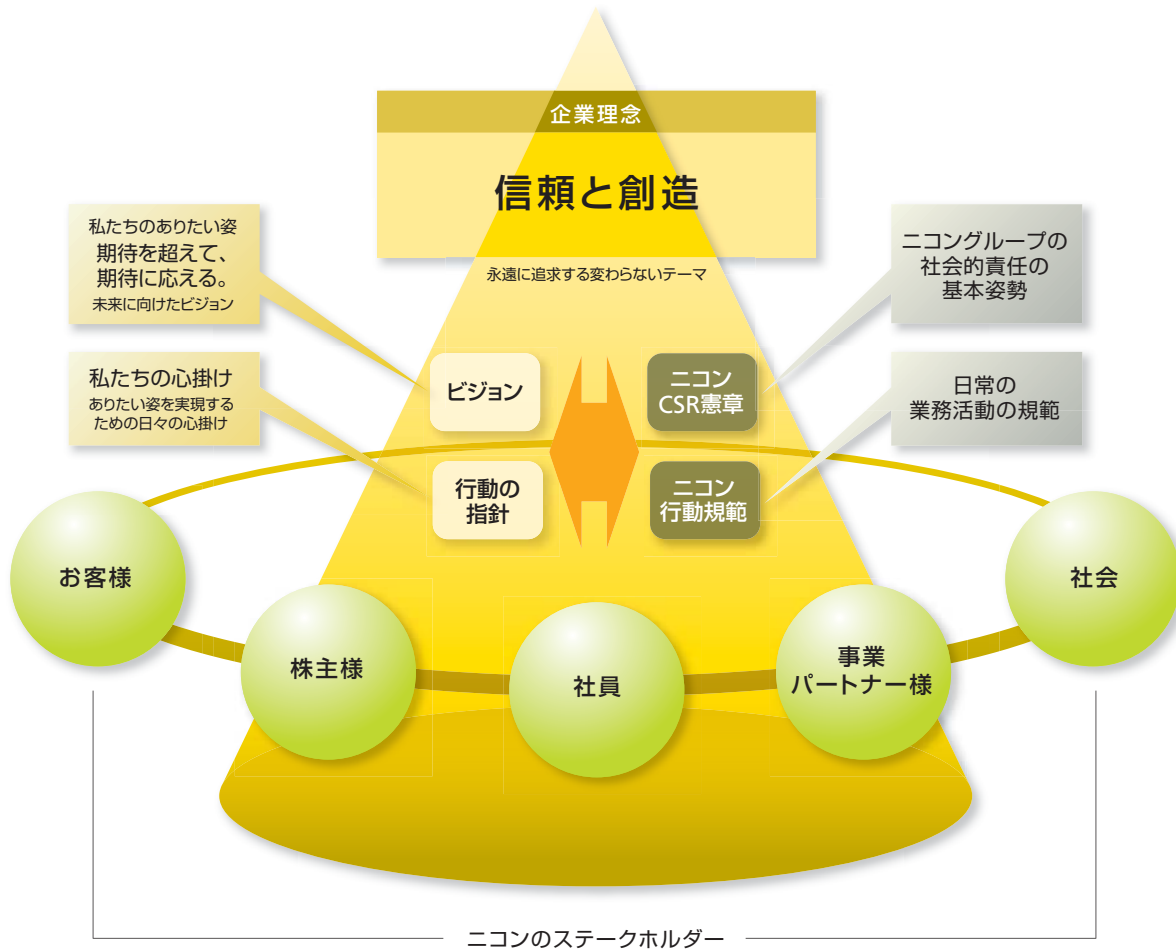 企業理念
信頼と創造
永遠に追求する変わらないテーマ
私たちのありたい姿
期待を超えて、
期待に応える。
未来に向けたビジョン
私たちの心掛け
ありたい姿を実現する
ための日々の心掛け
ニコングループの
社会的責任の
基本姿勢
日常の
業務活動の規範
ビジョン
ニコン
CSR憲章
行動の
指針
ニコン
行動規範
お客様
株主様
社員
事業
パートナー様
社会
ニコンのステークホルダー